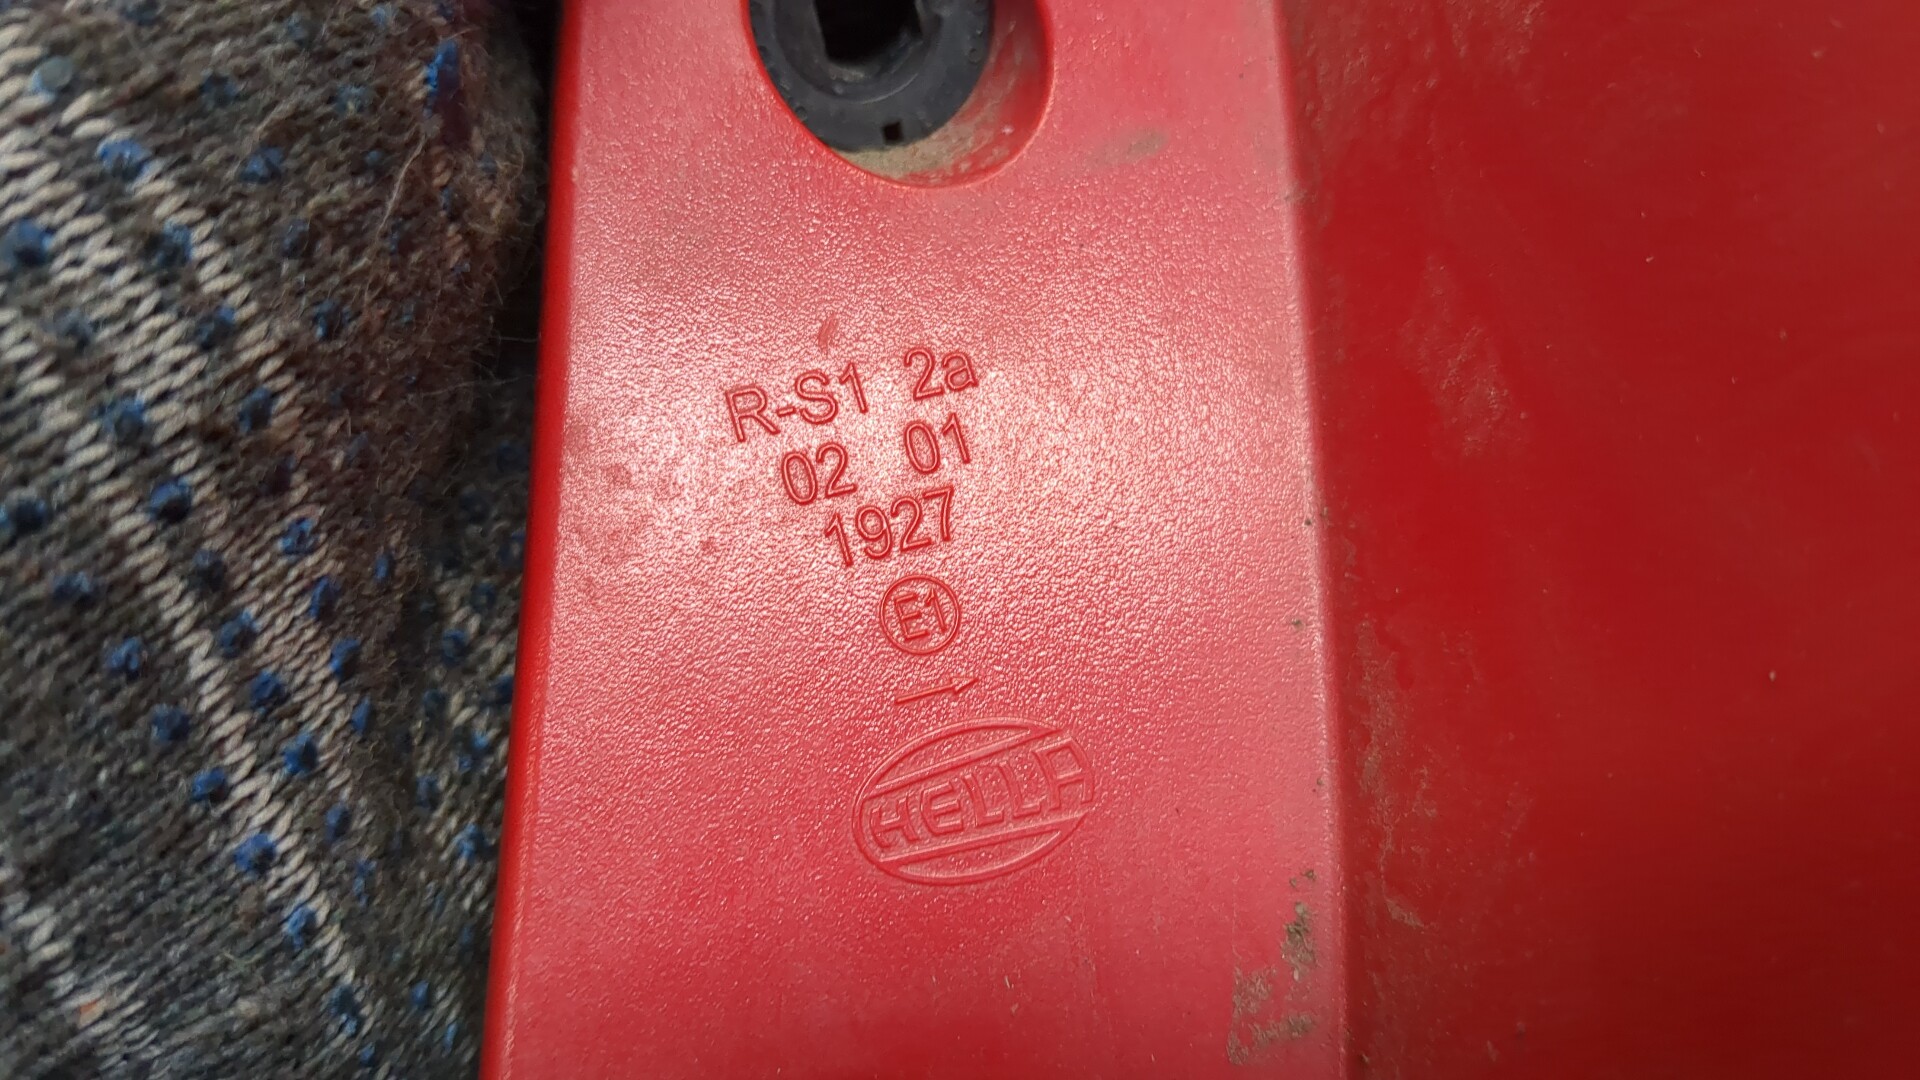 R-S1 2a
02 01
1927
E1
HELLA